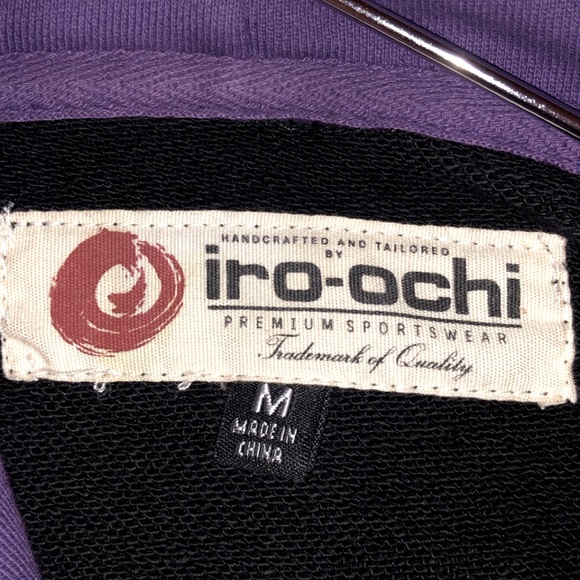 HANDCRAFTED AND TAILORED
BY
iro-ochi
PREMIUM SPORTSWEAR
Trademark of Quality
M
MADE IN
CHINA